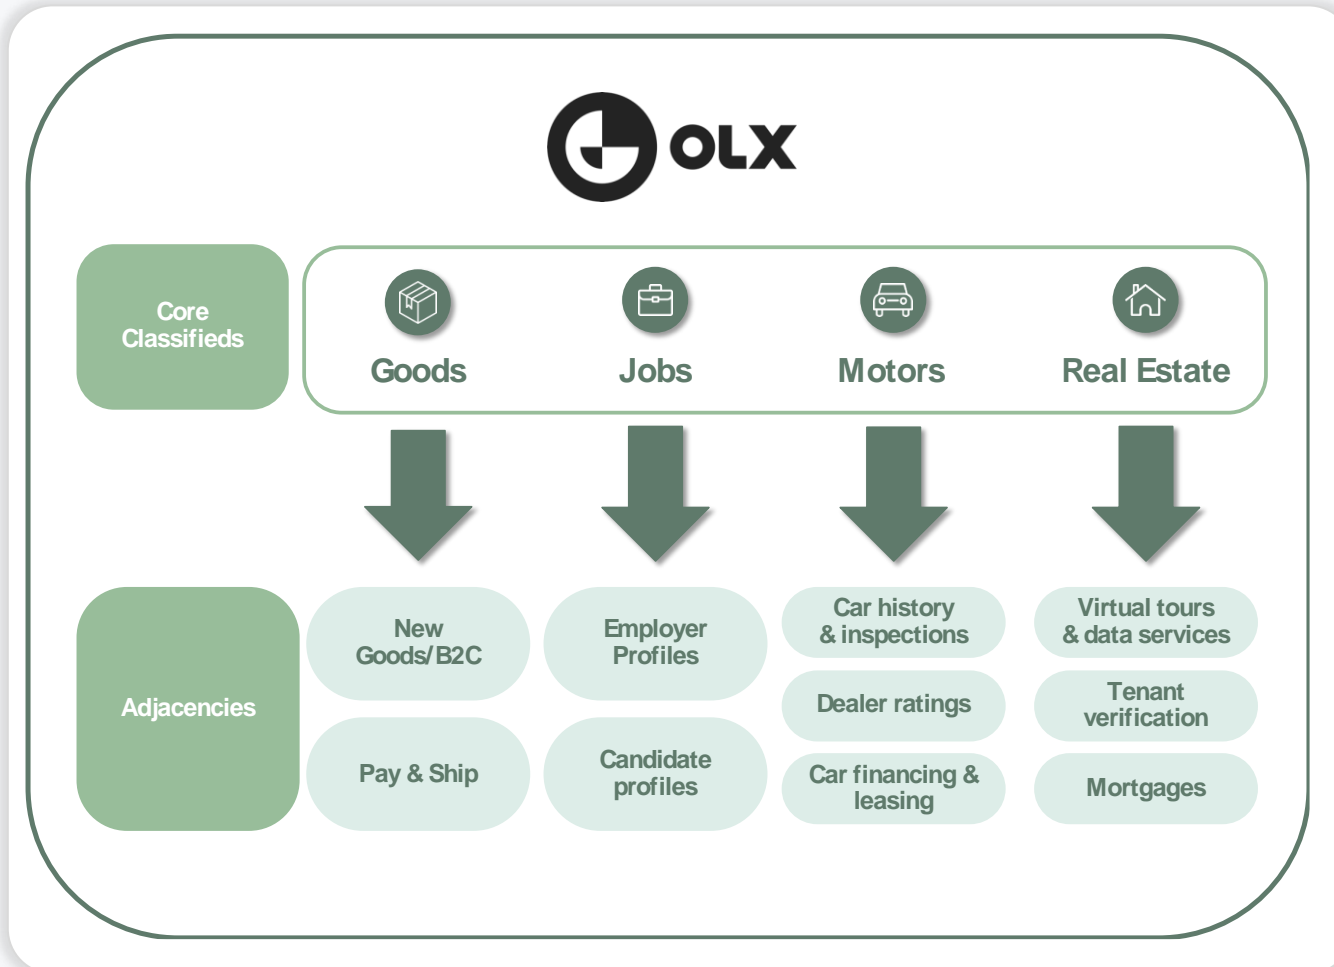 OLX
Core
Classifieds
Goods
Jobs
Motors
Real Estate
Adjacencies
New
Goods/B2C
Pay & Ship
Employer
Profiles
Candidate
profiles
Car history
& inspections
Dealer ratings
Car financing &
leasing
Virtual tours
& data services
Tenant
verification
Mortgages